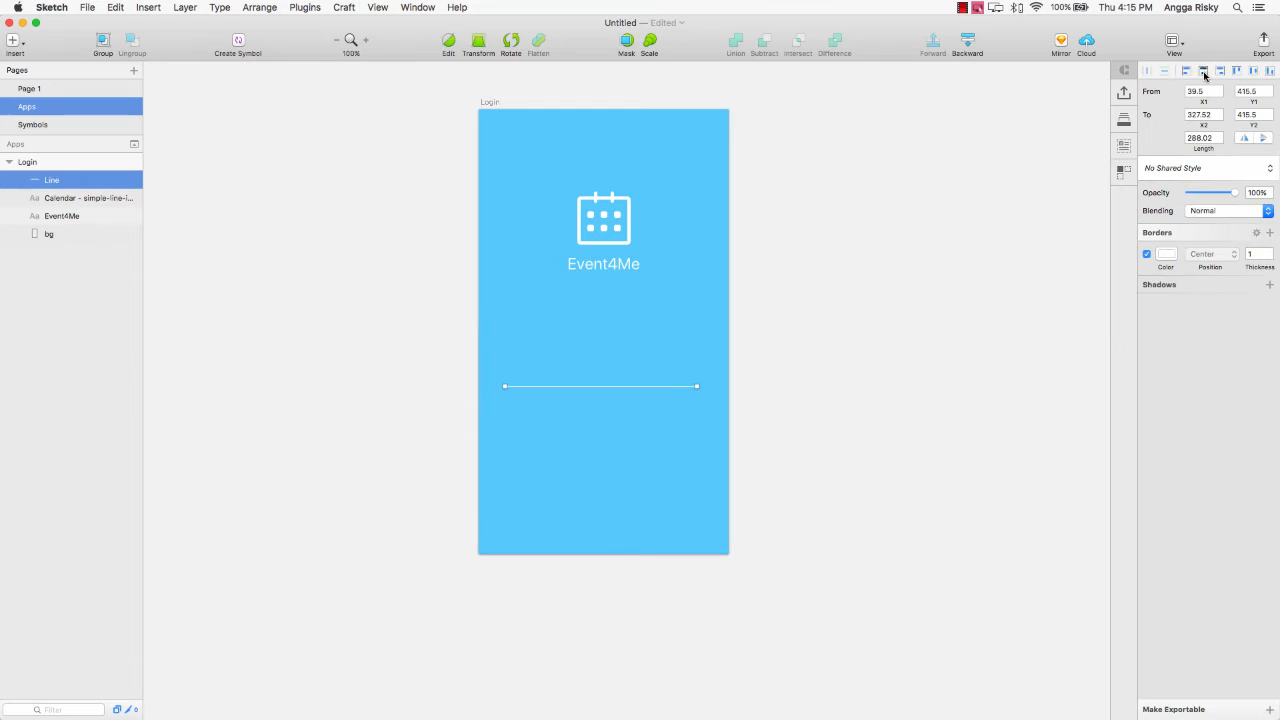 Sketch File Edit Insert Layer Type Arrange Plugins Craft View Window Help 100% Thu 4:15 PM Angga Risky
Untitled — Edited
Insert Group Ungroup Create Symbol 100% Edit Transform Rotate Flatten Mask Scale Union Subtract Intersect Difference Forward Backward Mirror Cloud View Export
Pages
Page 1
Apps
Symbols
Apps
Login
Line
Calendar - simple-line-i...
Event4Me
bg
Filter
0
Login
Event4Me
From 39.5 415.5
X1 Y1
To 327.52 415.5
X2 Y2
288.02
Length
No Shared Style
Opacity 100%
Blending Normal
Borders
Center 1
Color Position Thickness
Shadows
Make Exportable